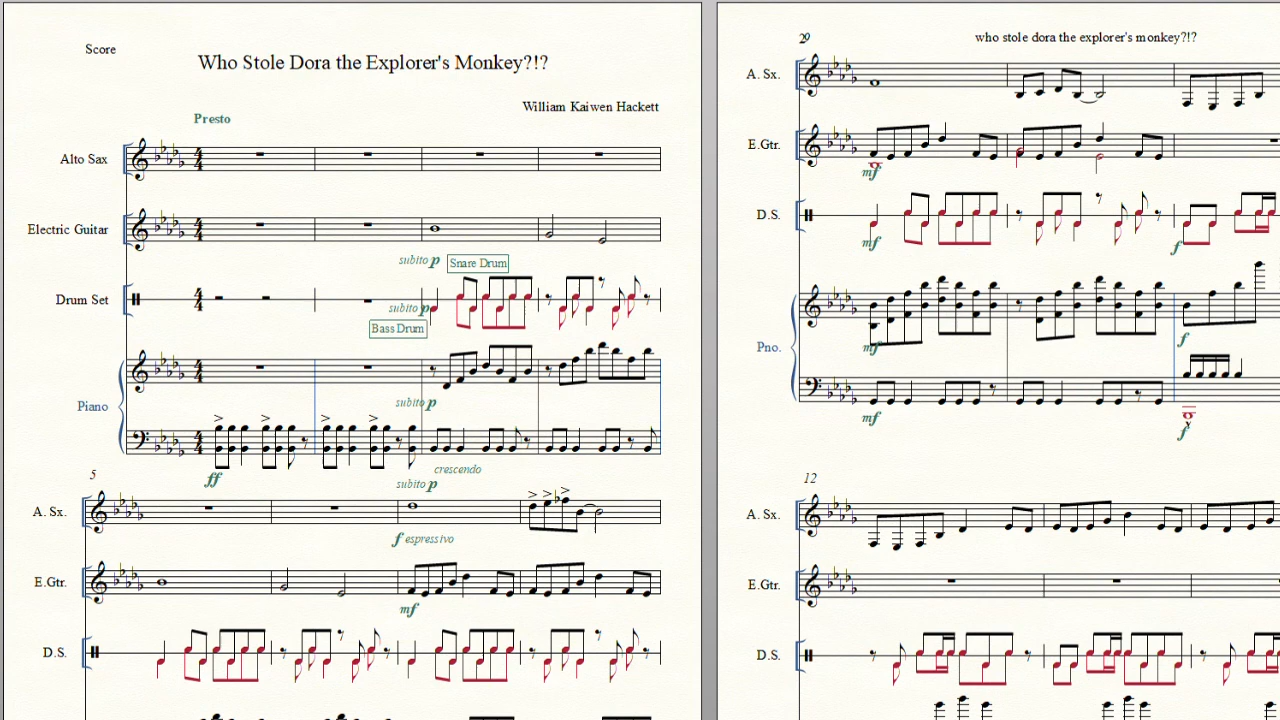 Score
Who Stole Dora the Explorer's Monkey?!?
William Kaiwen Hackett
Presto
Alto Sax
Electric Guitar
subito p
Snare Drum
Drum Set
subito p
Bass Drum
Piano
subito p
ff
crescendo
subito p
5
A. Sx.
f espressivo
E.Gtr.
mf
D.S.
who stole dora the explorer's monkey?!?
A. Sx.
E.Gtr.
mf
D.S.
mf
f
Pno.
mf
f
mf
f
12
A. Sx.
E.Gtr.
D.S.